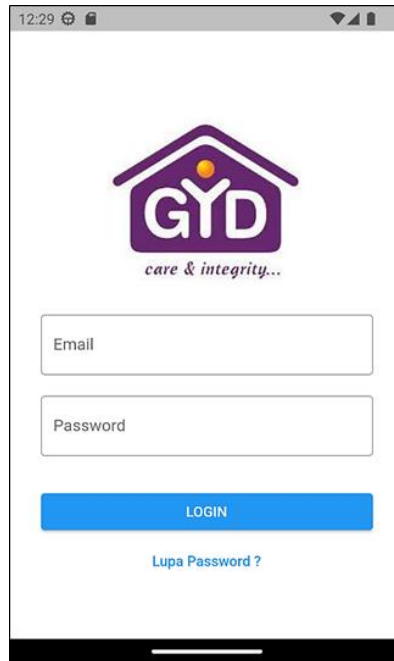 12:29
GYD
care & integrity...
Email
Password
LOGIN
Lupa Password ?